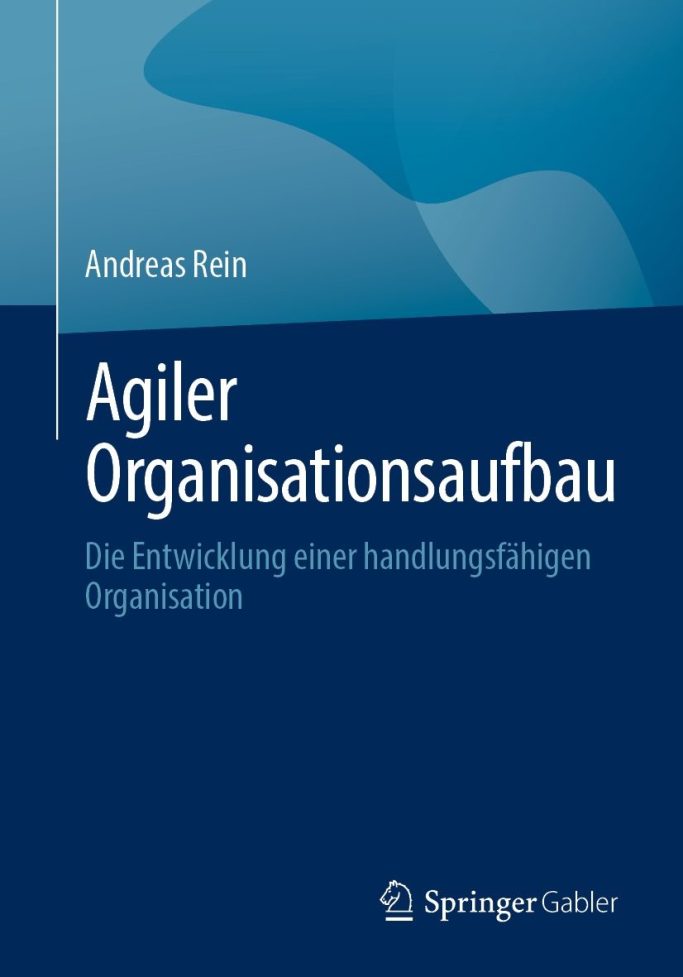 Andreas Rein
Agiler
Organisationsaufbau
Die Entwicklung einer handlungsfähigen
Organisation
Springer Gabler